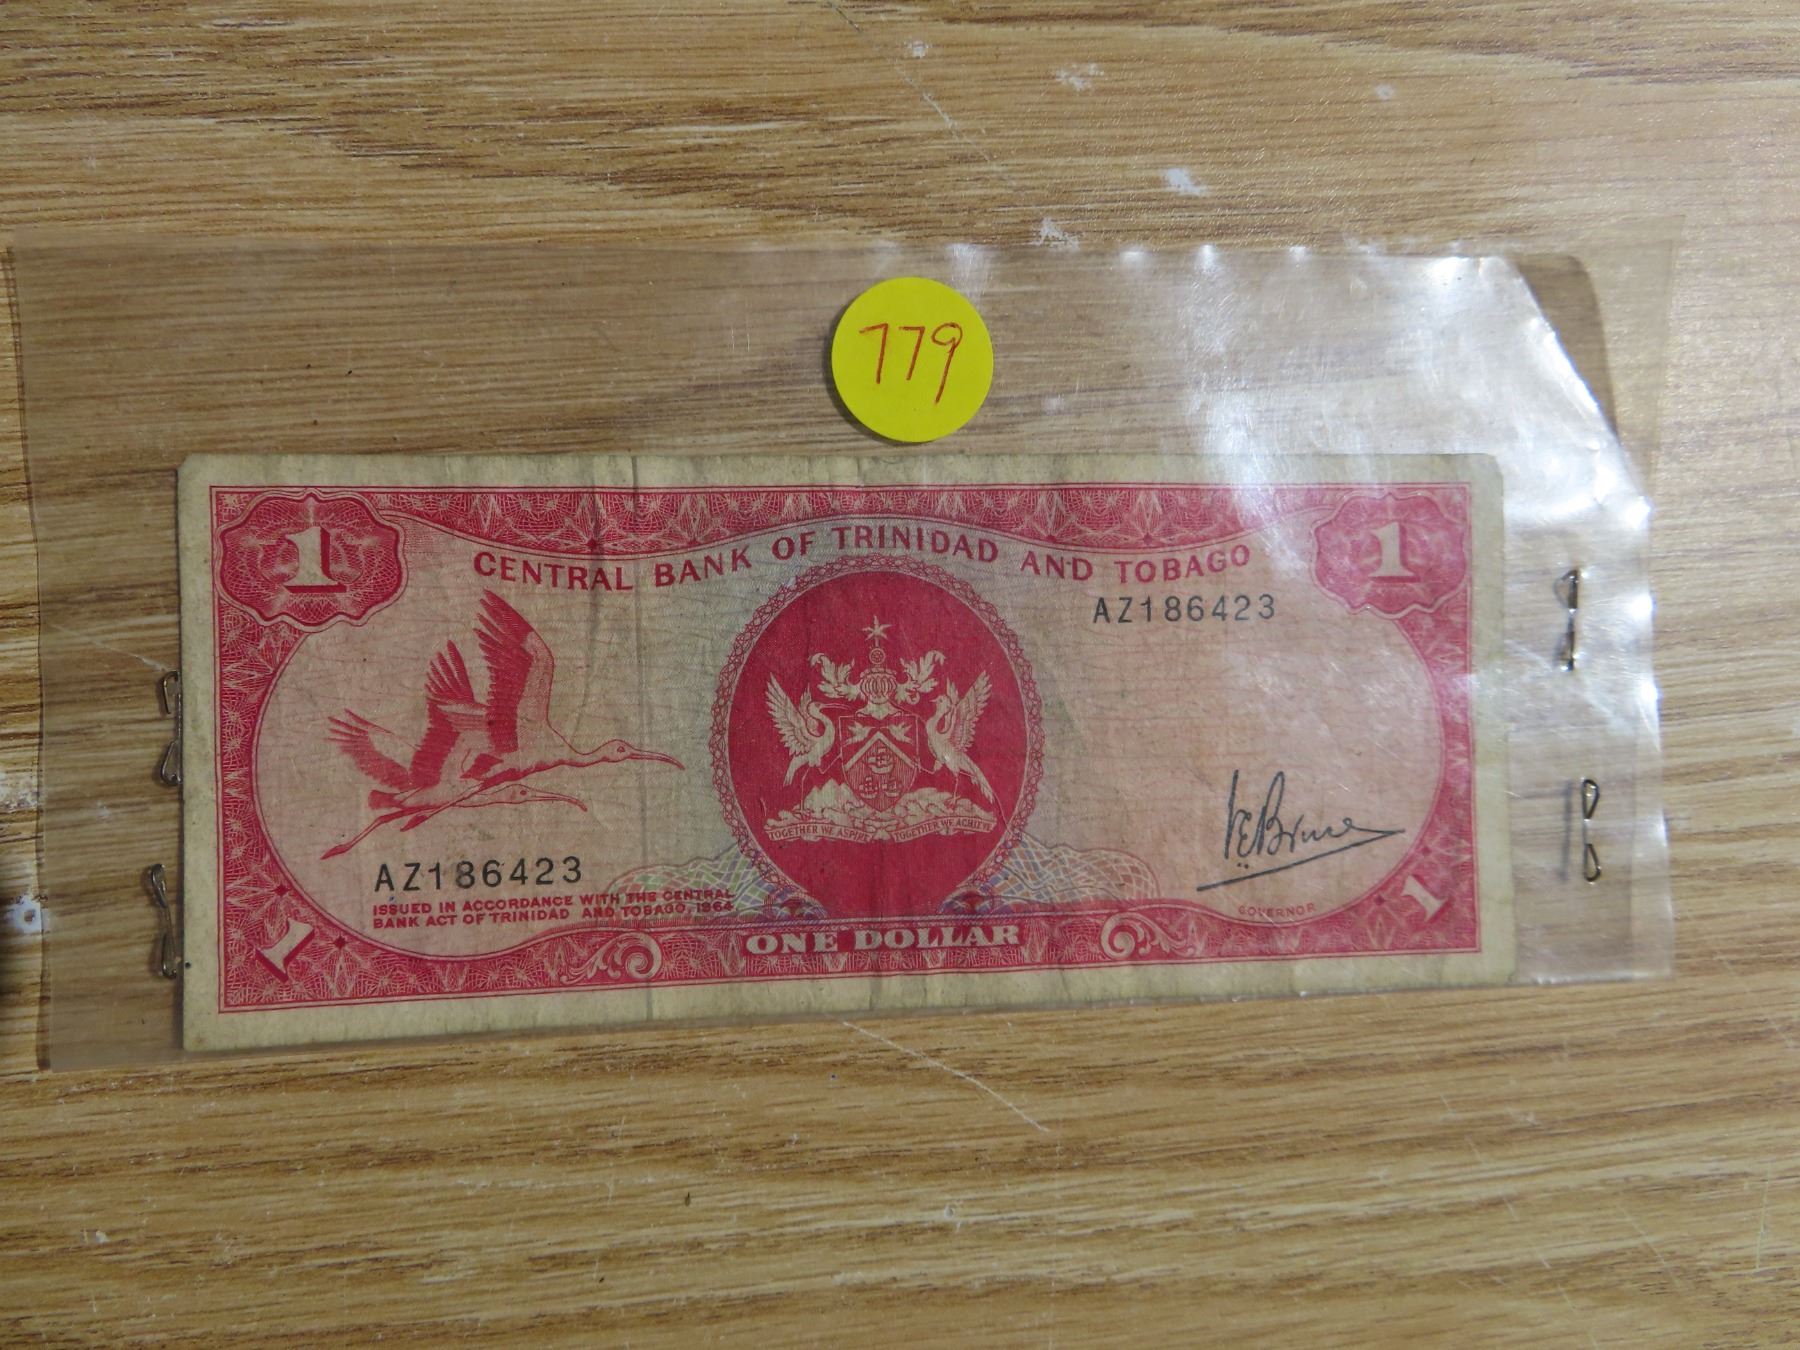 779
1
1
CENTRAL BANK OF TRINIDAD AND TOBAGO
AZ186423
TOGETHER WE ASPIRE TOGETHER WE ACHIEVE
AZ186423
ISSUED IN ACCORDANCE WITH THE CENTRAL
BANK ACT OF TRINIDAD AND TOBAGO, 1964
GOVERNOR
1
ONE DOLLAR
1